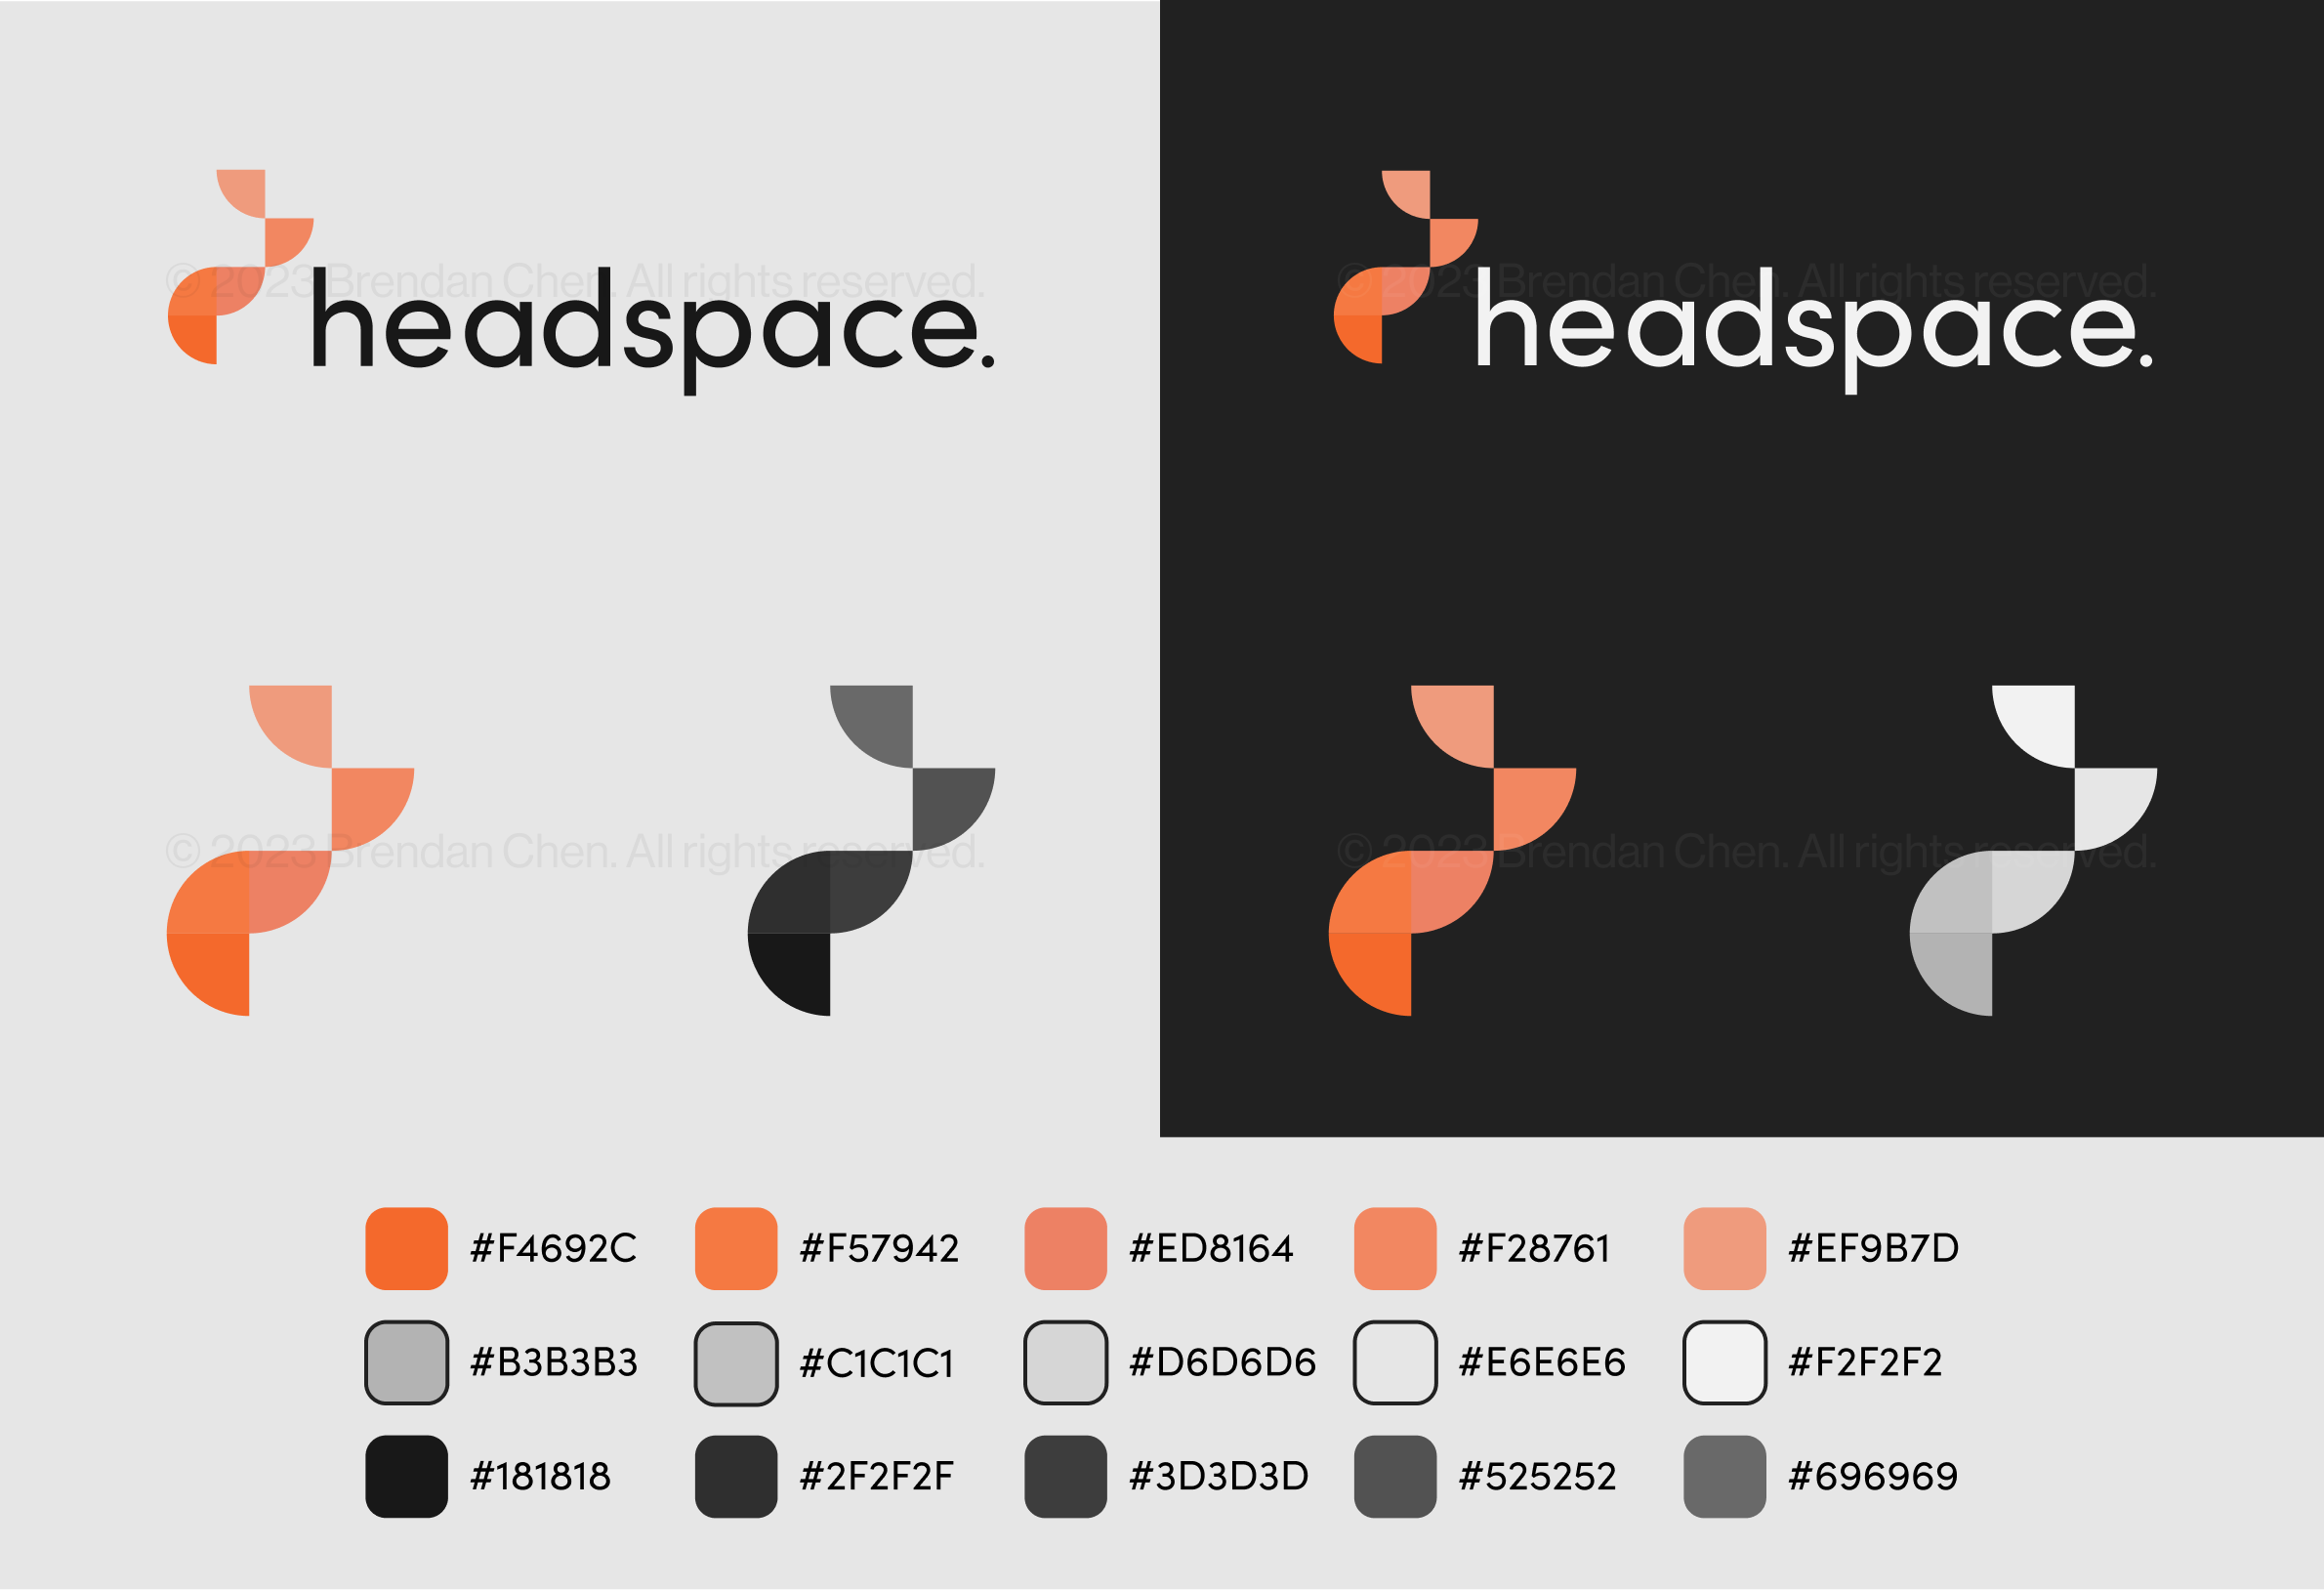 © 2023 Brendan Chen. All rights reserved.
headspace.
© 2023 Brendan Chen. All rights reserved.
headspace.
© 2023 Brendan Chen. All rights reserved.
© 2023 Brendan Chen. All rights reserved.
#F4692C #F57942 #ED8164 #F28761 #EF9B7D
#B3B3B3 #C1C1C1 #D6D6D6 #E6E6E6 #F2F2F2
#181818 #2F2F2F #3D3D3D #525252 #696969